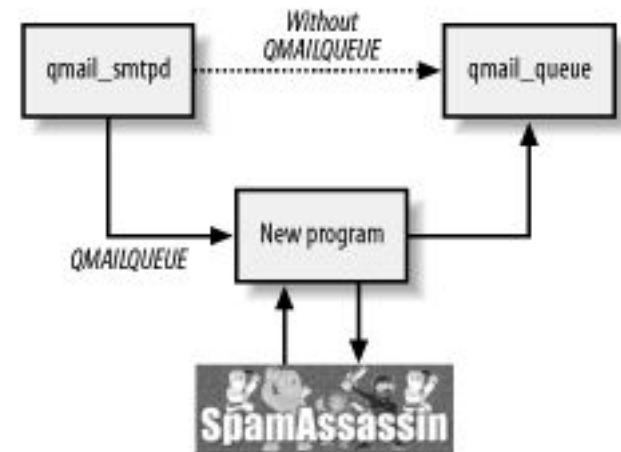 Without
QMAILQUEUE
qmail_smtpd
qmail_queue
New program
QMAILQUEUE
SpamAssassin